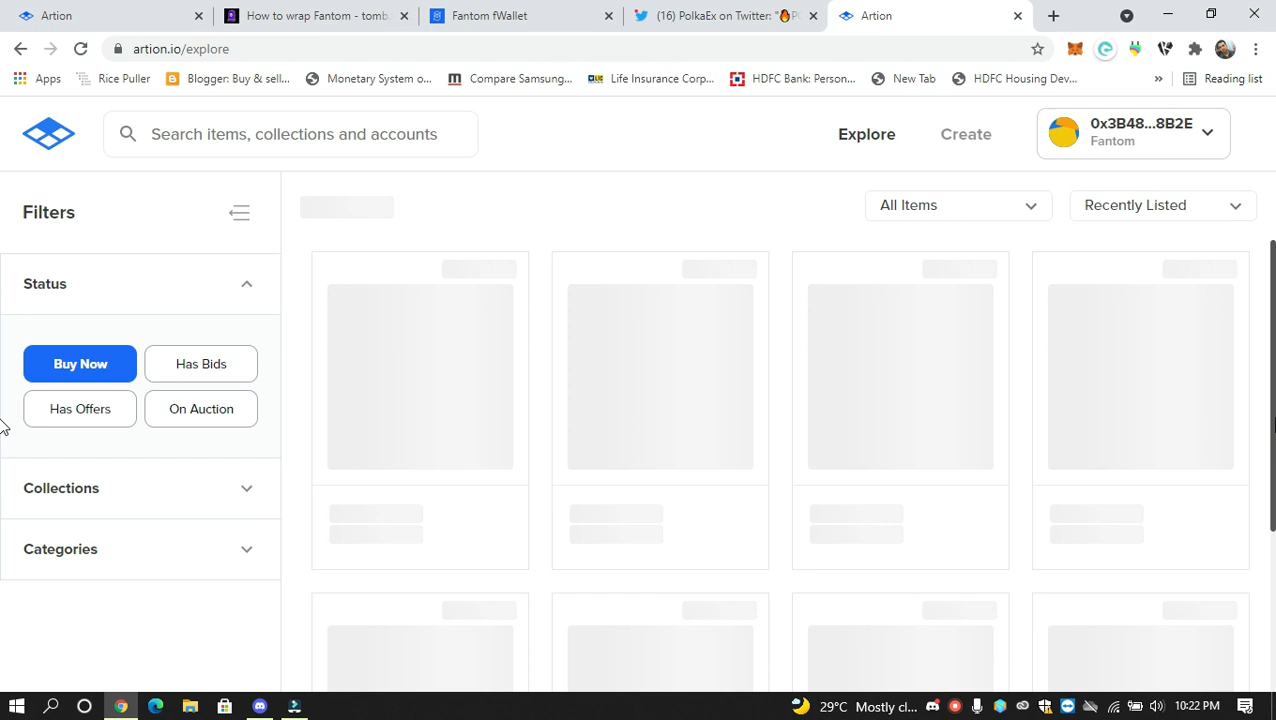 Artion
How to wrap Fantom - tomb
Fantom fWallet
(16) PolkaEx on Twitter: "🔥P
Artion
artion.io/explore
Apps
Rice Puller
Blogger: Buy & sell...
Monetary System o...
Compare Samsung...
Life Insurance Corp...
HDFC Bank: Person...
New Tab
HDFC Housing Dev...
»
Reading list
Search items, collections and accounts
Explore
Create
0x3B48...8B2E
Fantom
Filters
All Items
Recently Listed
Status
Buy Now
Has Bids
Has Offers
On Auction
Collections
Categories
29°C Mostly cl...
10:22 PM